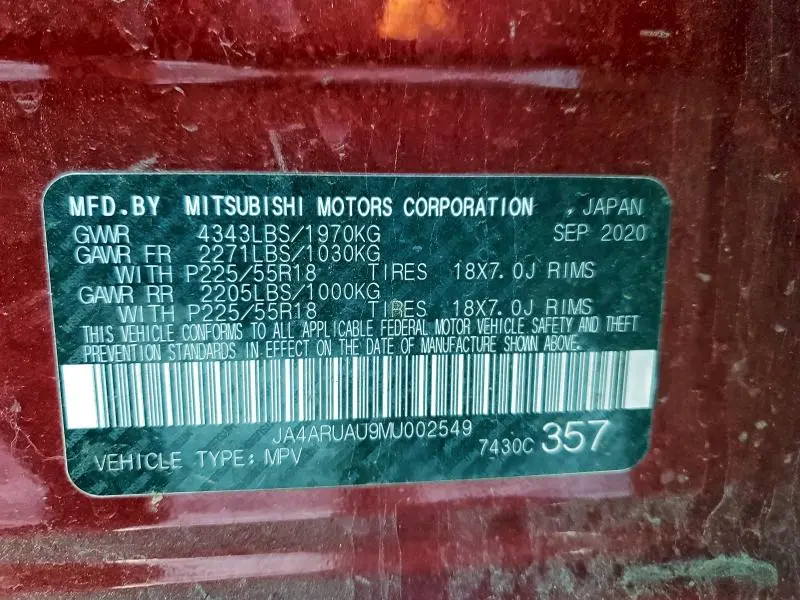 MFD.BY MITSUBISHI MOTORS CORPORATION , JAPAN
GVWR 4343LBS/1970KG SEP 2020
GAWR FR 2271LBS/1030KG
WITH P225/55R18 TIRES 18X7.0J RIMS
GAWR RR 2205LBS/1000KG
WITH P225/55R18 TIRES 18X7.0J RIMS
THIS VEHICLE CONFORMS TO ALL APPLICABLE FEDERAL MOTOR VEHICLE SAFETY AND THEFT
PREVENTION STANDARDS IN EFFECT ON THE DATE OF MANUFACTURE SHOWN ABOVE.
JA4ARUAU9MU002549
VEHICLE TYPE: MPV 7430C 357